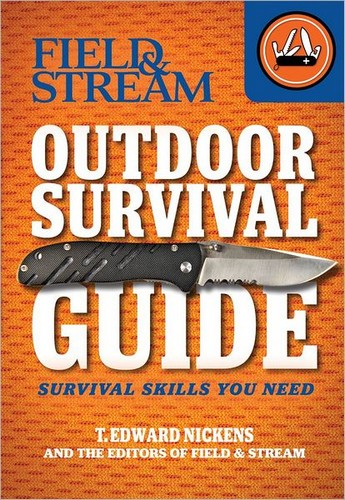 FIELD &
STREAM
OUTDOOR
SURVIVAL
GUIDE
SURVIVAL SKILLS YOU NEED
T. EDWARD NICKENS
AND THE EDITORS OF FIELD & STREAM